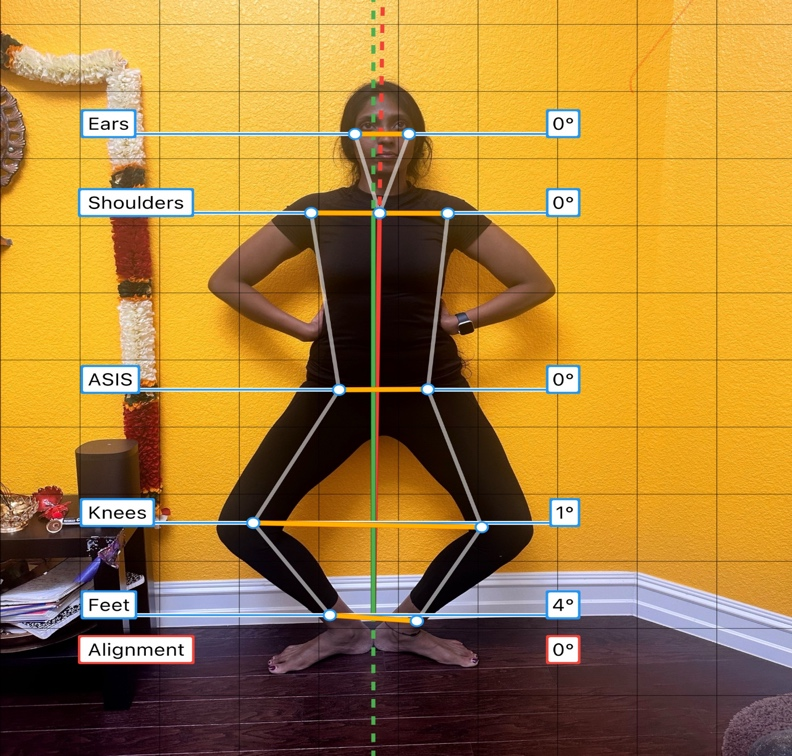 Ears 0°
Shoulders 0°
ASIS 0°
Knees 1°
Feet 4°
Alignment 0°